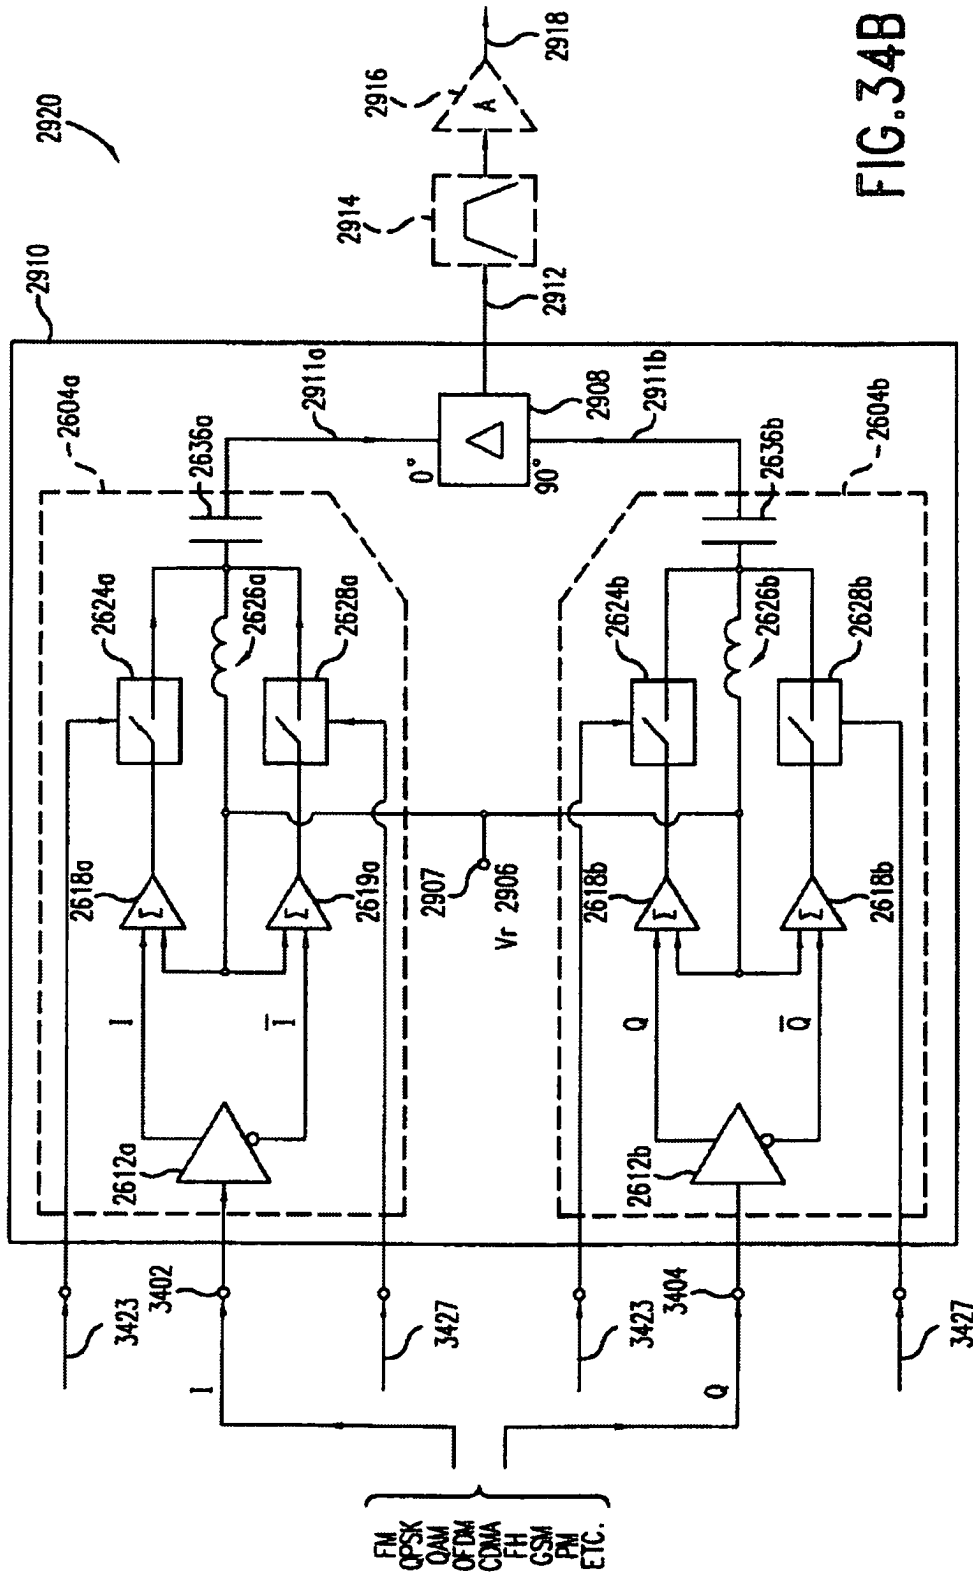 2920
2910
2604a
2636a
2911a
2624a
2626a
2628a
2618a
2619a
I
I̅
2612a
3423
3402
3427
I
0°
90°
2908
2912
2914
2916
A
2918
2911b
2907
Vr 2906
2604b
2636b
2624b
2626b
2628b
2618b
2618b
Σ
Σ
Σ
Σ
Q
Q̅
2612b
3423
3404
3427
Q
FM
QPSK
QAM
OFDM
CDMA
FH
GSM
PM
ETC.
FIG.34B